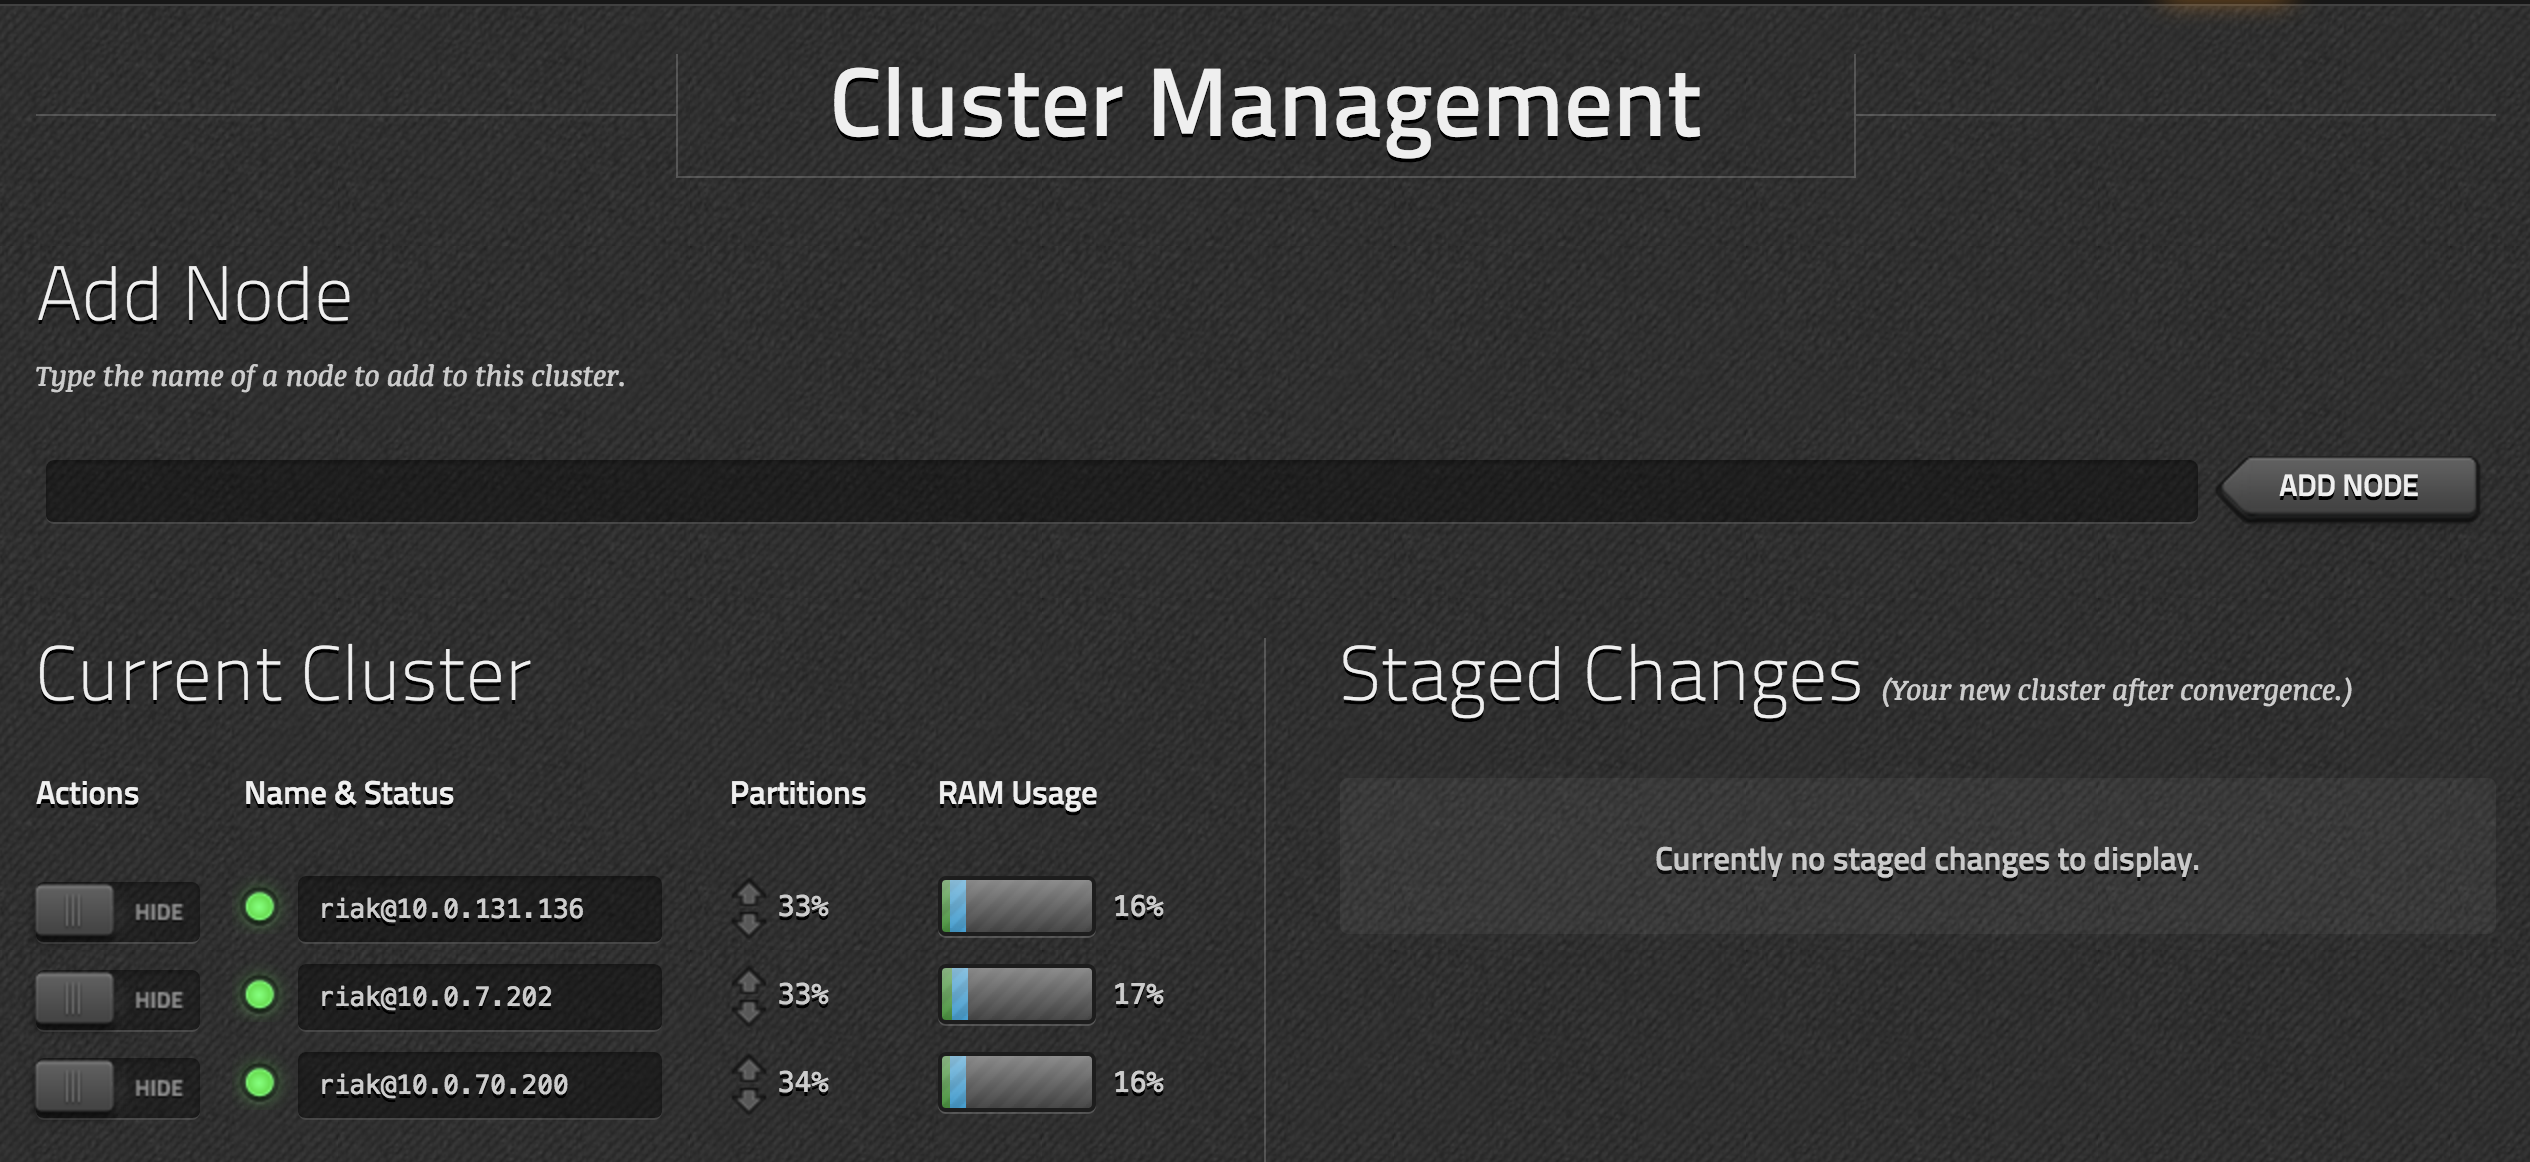 Cluster Management
Add Node
Type the name of a node to add to this cluster.
ADD NODE
Current Cluster
Actions Name & Status Partitions RAM Usage
HIDE riak@10.0.131.136 33% 16%
HIDE riak@10.0.7.202 33% 17%
HIDE riak@10.0.70.200 34% 16%
Staged Changes (Your new cluster after convergence.)
Currently no staged changes to display.